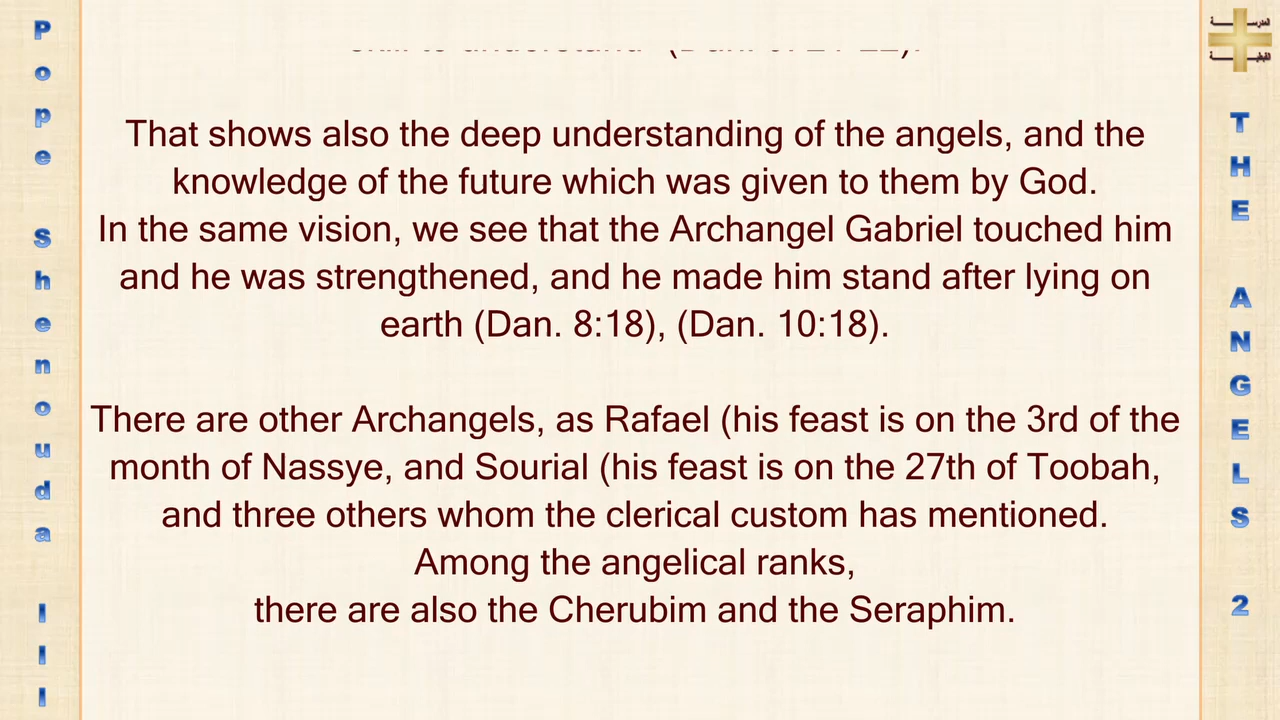 Pope Shenouda III
That shows also the deep understanding of the angels, and the
knowledge of the future which was given to them by God.
In the same vision, we see that the Archangel Gabriel touched him
and he was strengthened, and he made him stand after lying on
earth (Dan. 8:18), (Dan. 10:18).
There are other Archangels, as Rafael (his feast is on the 3rd of the
month of Nassye, and Sourial (his feast is on the 27th of Toobah,
and three others whom the clerical custom has mentioned.
Among the angelical ranks,
there are also the Cherubim and the Seraphim.
المدرسة
القبطية
THE ANGELS 2